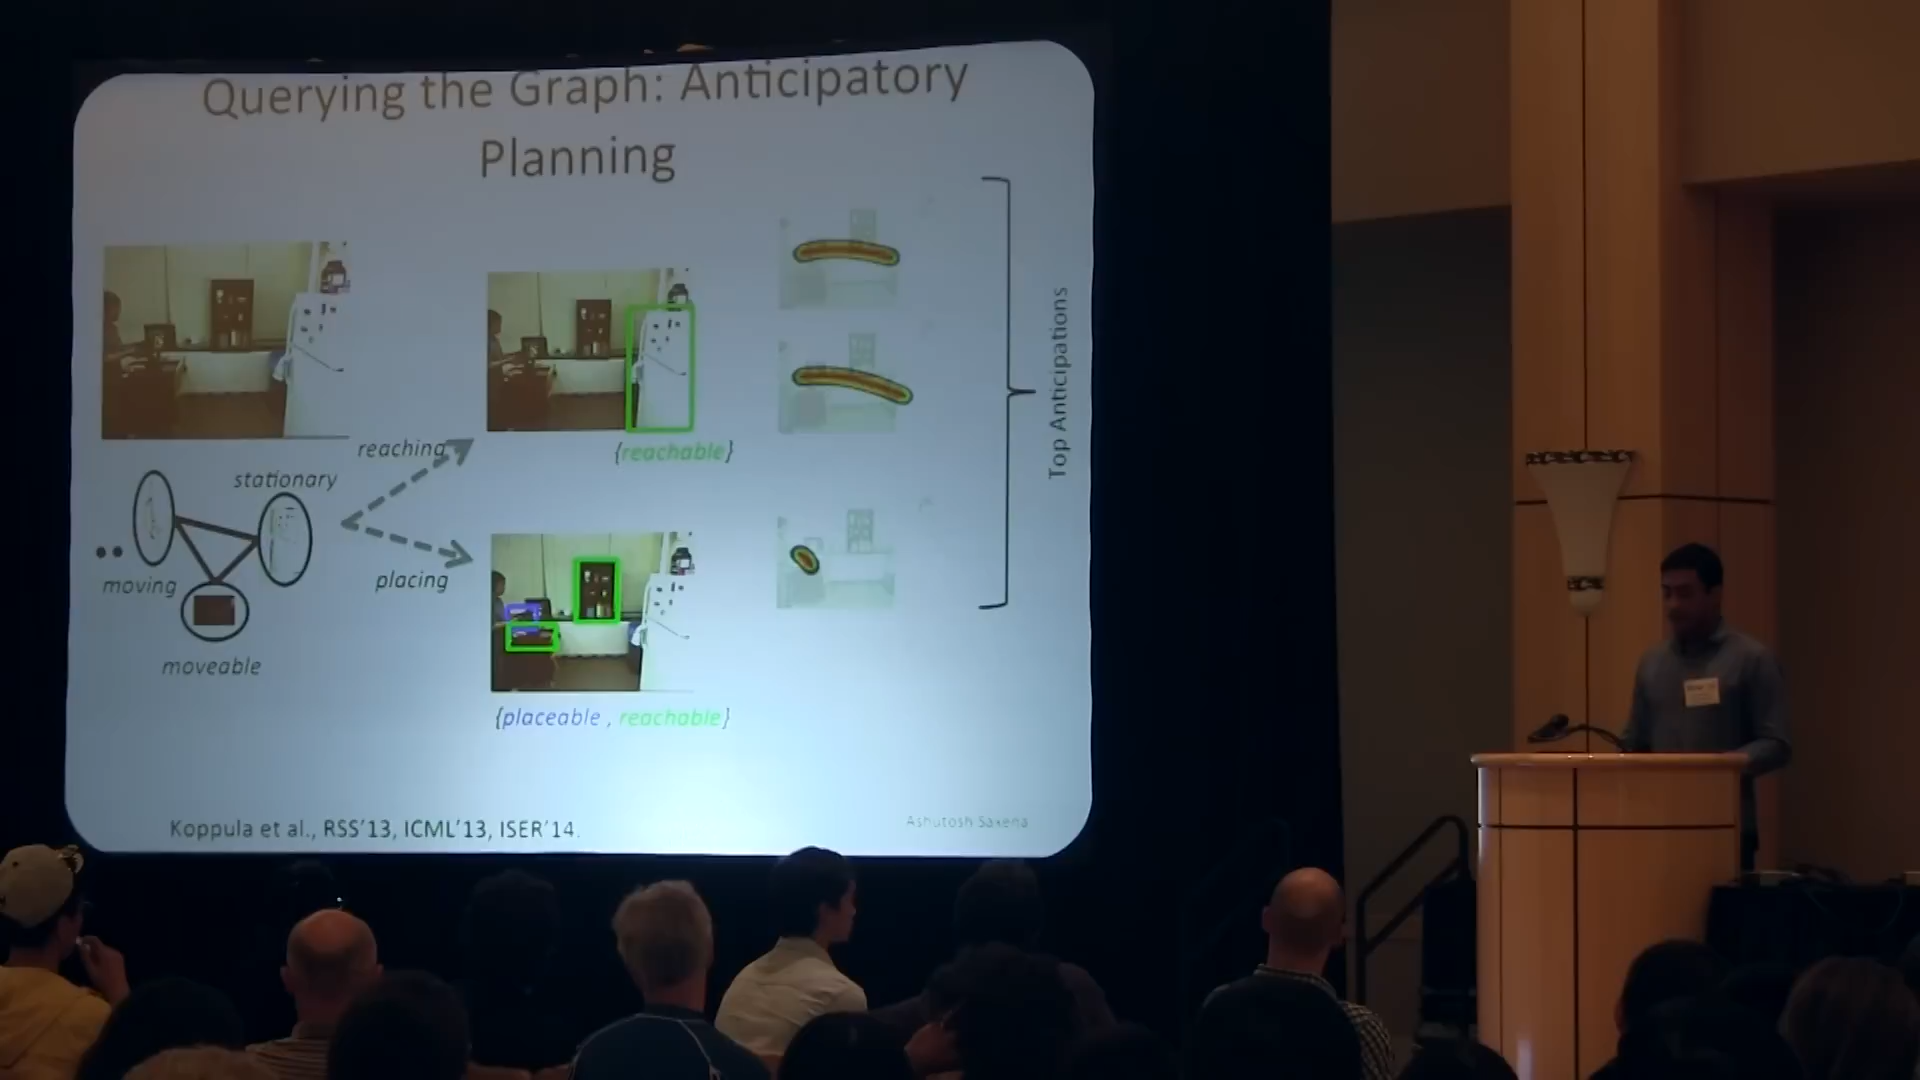 Querying the Graph: Anticipatory
Planning
reaching
{reachable}
stationary
moving
placing
moveable
{placeable , reachable}
Top Anticipations
Koppula et al., RSS'13, ICML'13, ISER'14.
Ashutosh Saxena